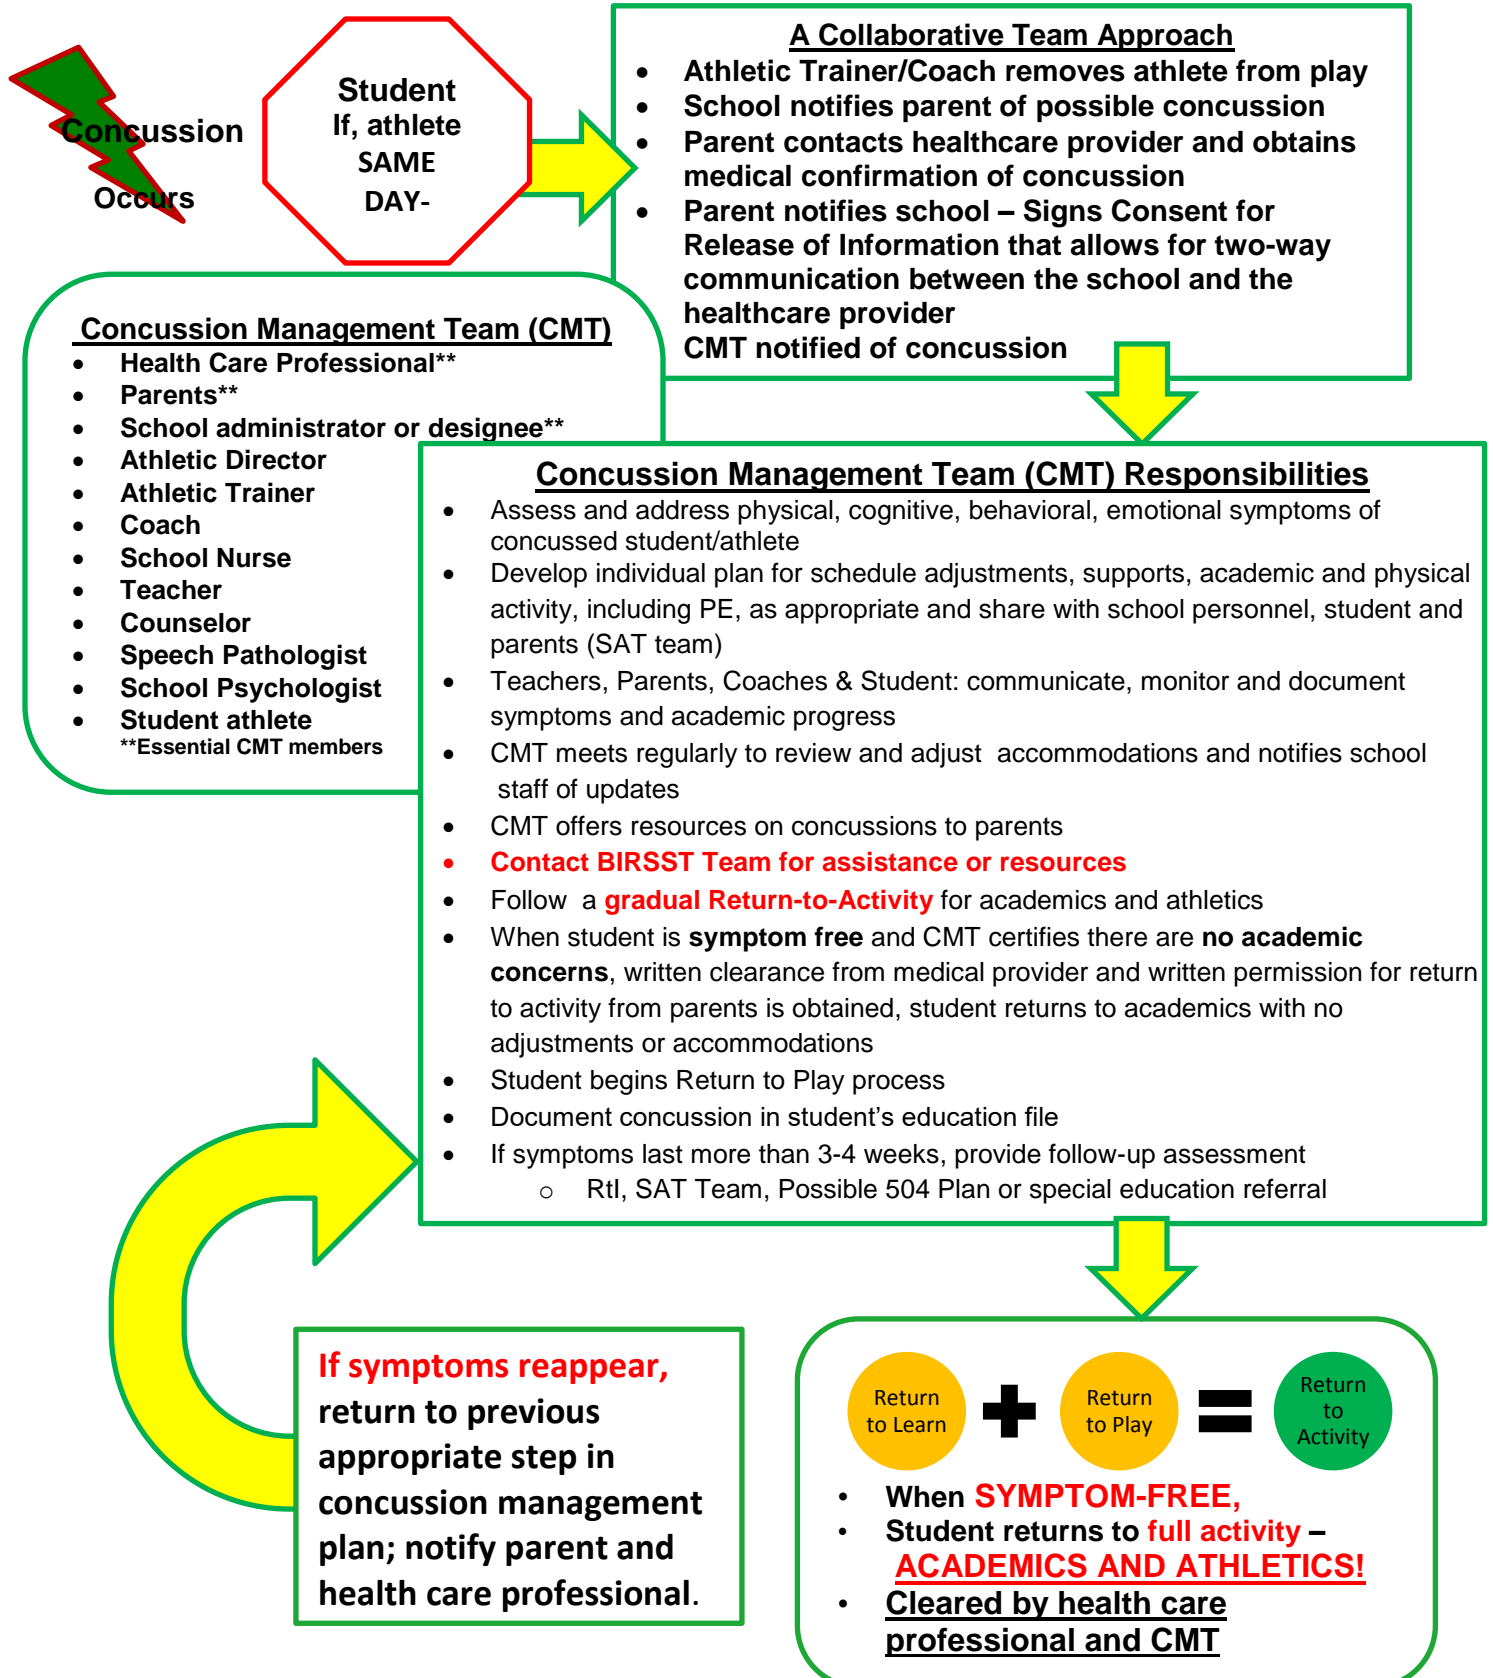 Concussion
Occurs
Student
If, athlete
SAME
DAY-
A Collaborative Team Approach
• Athletic Trainer/Coach removes athlete from play
• School notifies parent of possible concussion
• Parent contacts healthcare provider and obtains
medical confirmation of concussion
• Parent notifies school – Signs Consent for
Release of Information that allows for two-way
communication between the school and the
healthcare provider
CMT notified of concussion
Concussion Management Team (CMT)
• Health Care Professional**
• Parents**
• School administrator or designee**
• Athletic Director
• Athletic Trainer
• Coach
• School Nurse
• Teacher
• Counselor
• Speech Pathologist
• School Psychologist
• Student athlete
**Essential CMT members
Concussion Management Team (CMT) Responsibilities
• Assess and address physical, cognitive, behavioral, emotional symptoms of
concussed student/athlete
• Develop individual plan for schedule adjustments, supports, academic and physical
activity, including PE, as appropriate and share with school personnel, student and
parents (SAT team)
• Teachers, Parents, Coaches & Student: communicate, monitor and document
symptoms and academic progress
• CMT meets regularly to review and adjust accommodations and notifies school
staff of updates
• CMT offers resources on concussions to parents
• Contact BIRSST Team for assistance or resources
• Follow a gradual Return-to-Activity for academics and athletics
• When student is symptom free and CMT certifies there are no academic
concerns, written clearance from medical provider and written permission for return
to activity from parents is obtained, student returns to academics with no
adjustments or accommodations
• Student begins Return to Play process
• Document concussion in student’s education file
• If symptoms last more than 3-4 weeks, provide follow-up assessment
o RtI, SAT Team, Possible 504 Plan or special education referral
If symptoms reappear,
return to previous
appropriate step in
concussion management
plan; notify parent and
health care professional.
Return
to Learn
+
Return
to Play
=
Return
to
Activity
• When SYMPTOM-FREE,
• Student returns to full activity –
ACADEMICS AND ATHLETICS!
• Cleared by health care
professional and CMT